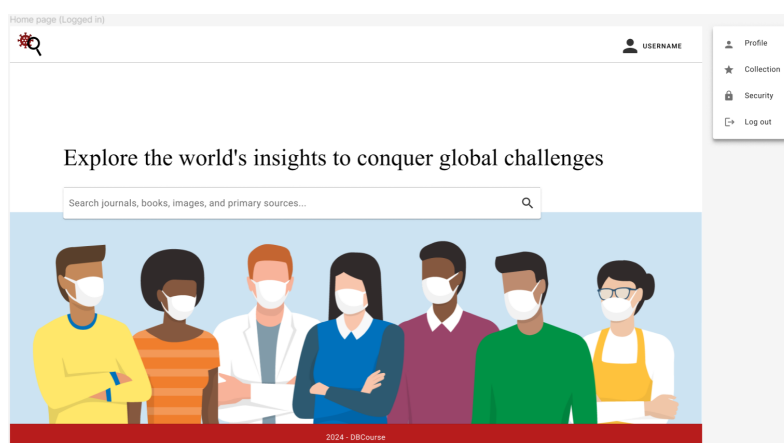 Home page (Logged in)
USERNAME
Profile
Collection
Security
Log out
Explore the world's insights to conquer global challenges
Search journals, books, images, and primary sources...
2024 - DBCourse